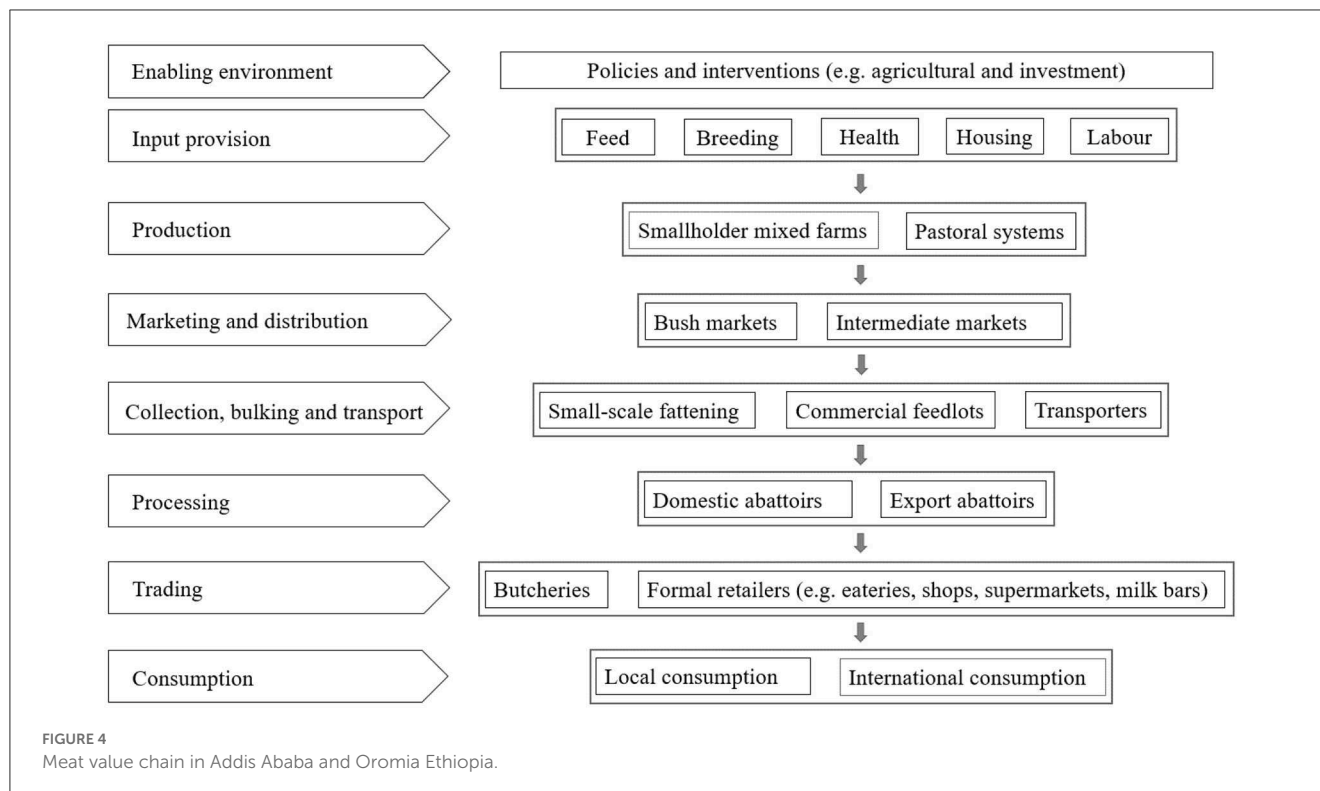 Enabling environment
Policies and interventions (e.g. agricultural and investment)
Input provision
Feed
Breeding
Health
Housing
Labour
Production
Smallholder mixed farms
Pastoral systems
Marketing and distribution
Bush markets
Intermediate markets
Collection, bulking and transport
Small-scale fattening
Commercial feedlots
Transporters
Processing
Domestic abattoirs
Export abattoirs
Trading
Butcheries
Formal retailers (e.g. eateries, shops, supermarkets, milk bars)
Consumption
Local consumption
International consumption
FIGURE 4
Meat value chain in Addis Ababa and Oromia Ethiopia.